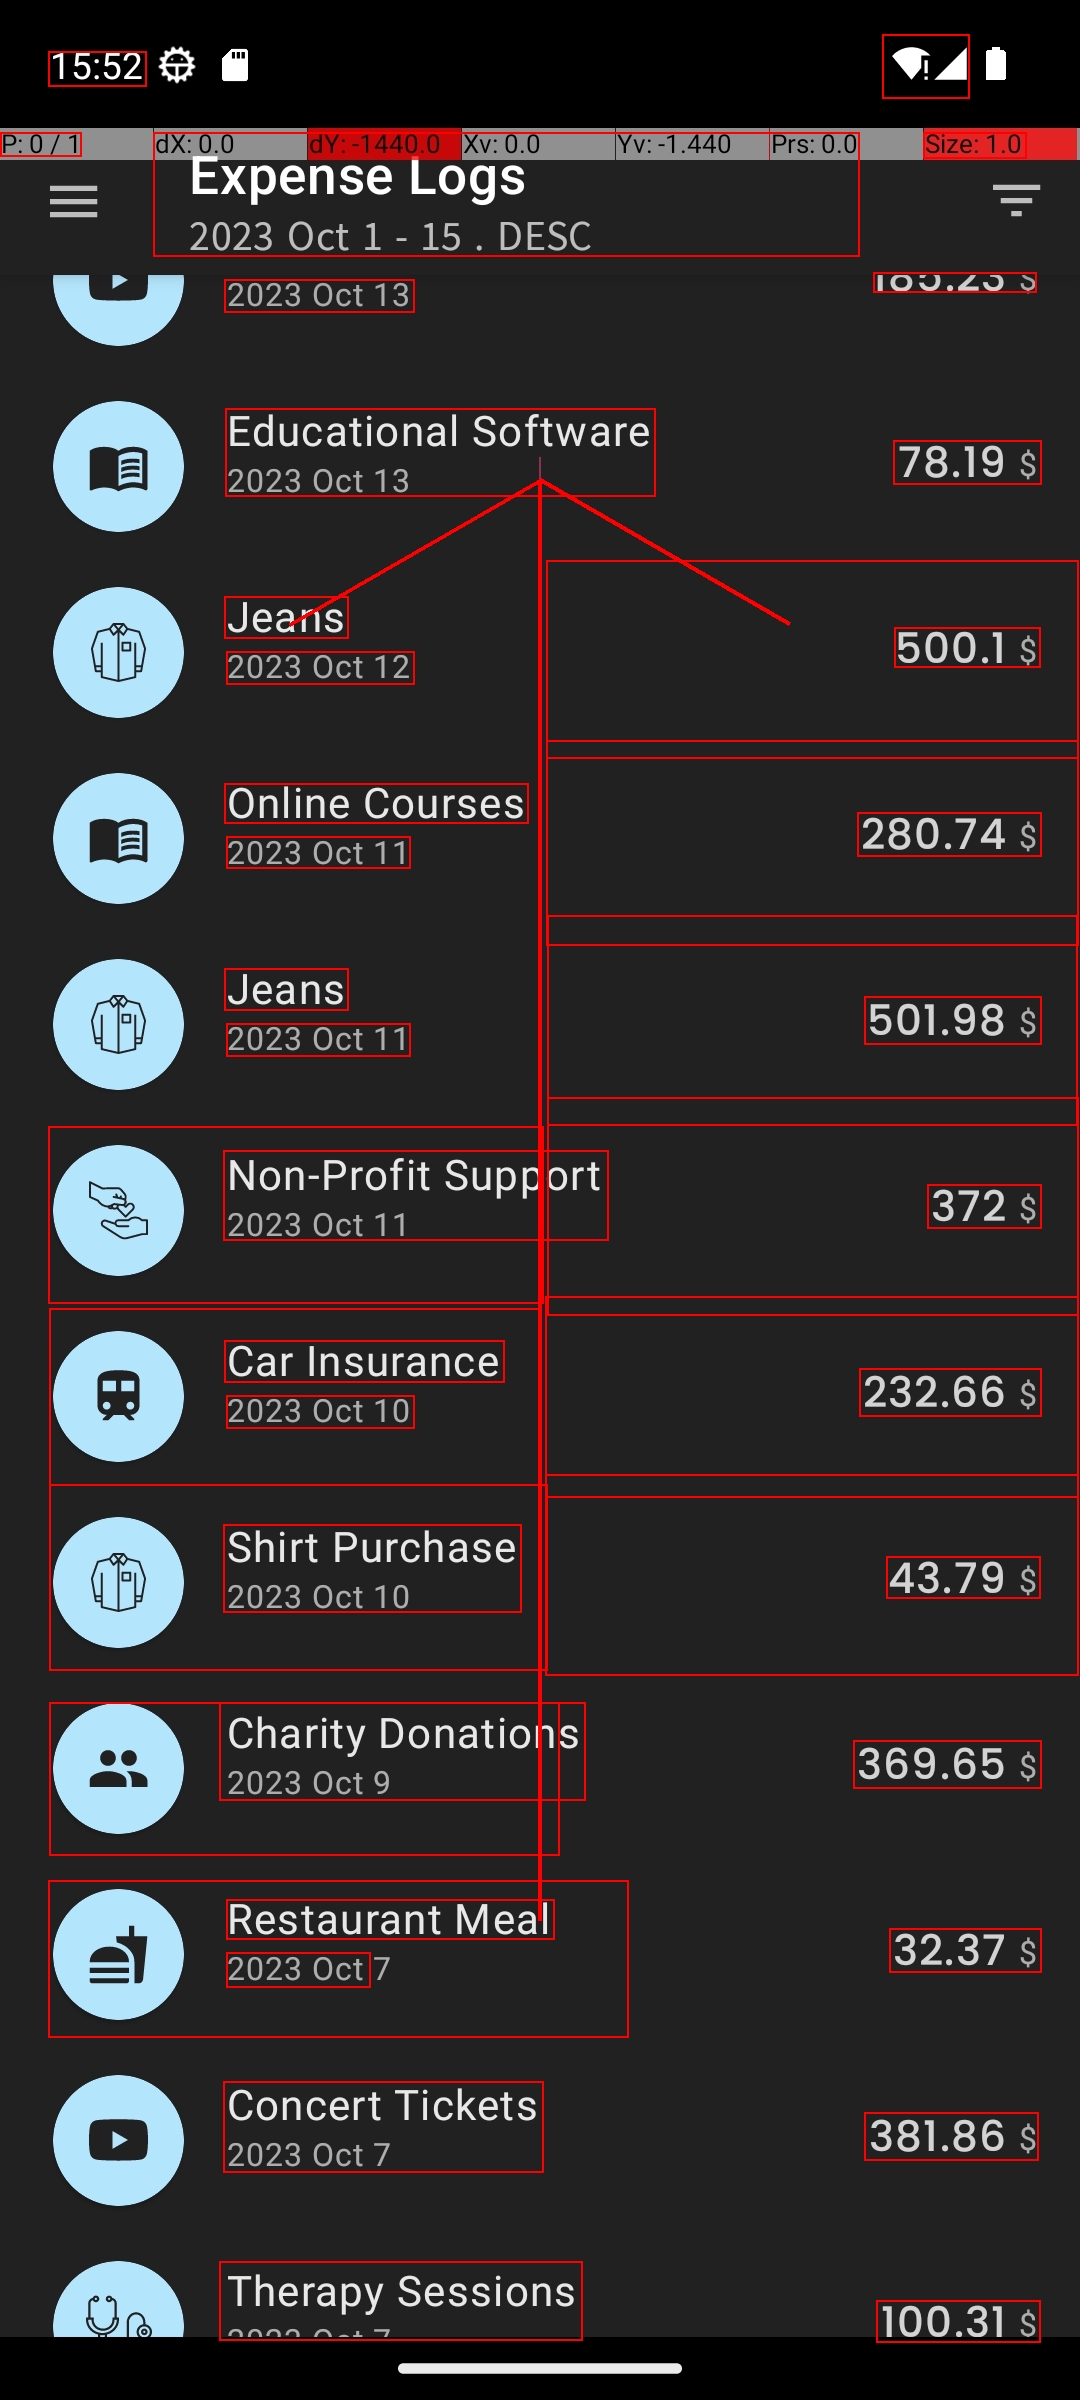 15:52
P: 0 / 1 dX: 0.0 dY: -1440.0 Xv: 0.0 Yv: -1.440 Prs: 0.0 Size: 1.0
Expense Logs
2023 Oct 1 - 15 . DESC
2023 Oct 13
185.23 $
Educational Software
2023 Oct 13
78.19 $
Jeans
2023 Oct 12
500.1 $
Online Courses
2023 Oct 11
280.74 $
Jeans
2023 Oct 11
501.98 $
Non-Profit Support
2023 Oct 11
372 $
Car Insurance
2023 Oct 10
232.66 $
Shirt Purchase
2023 Oct 10
43.79 $
Charity Donations
2023 Oct 9
369.65 $
Restaurant Meal
2023 Oct 7
32.37 $
Concert Tickets
2023 Oct 7
381.86 $
Therapy Sessions
2023 Oct 7
100.31 $